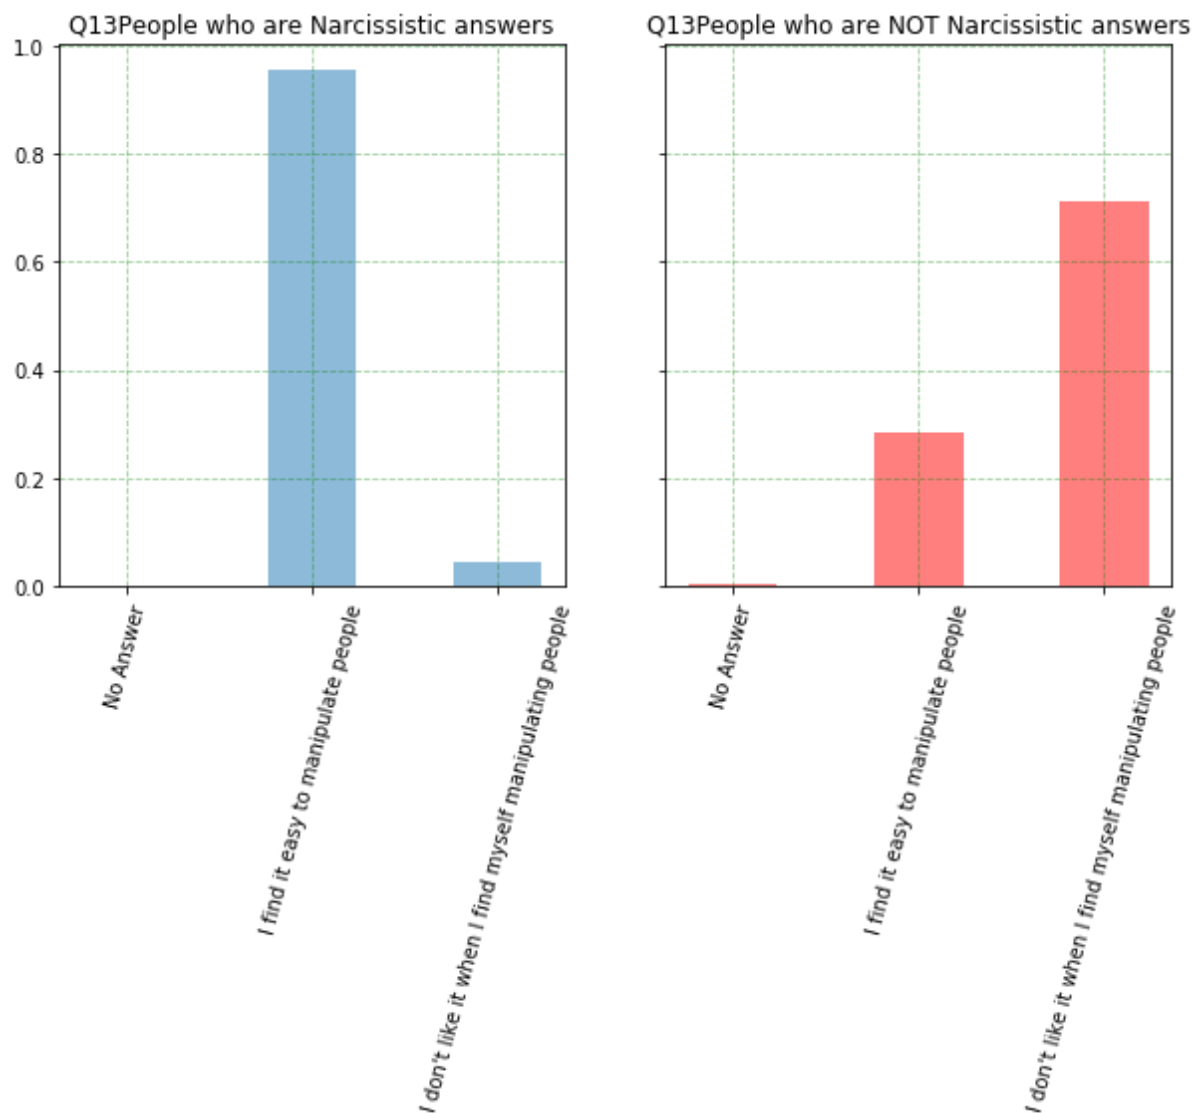 Q13People who are Narcissistic answers
1.0
0.8
0.6
0.4
0.2
0.0
No Answer
I find it easy to manipulate people
I don't like it when I find myself manipulating people
Q13People who are NOT Narcissistic answers
No Answer
I find it easy to manipulate people
I don't like it when I find myself manipulating people